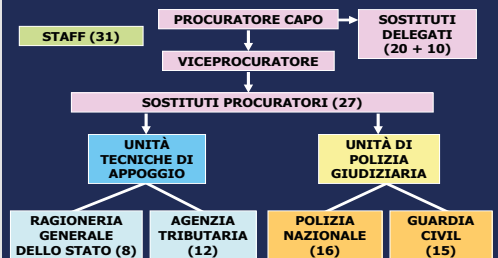 PROCURATORE CAPO
SOSTITUTI
DELEGATI
(20 + 10)
STAFF (31)
VICEPROCURATORE
SOSTITUTI PROCURATORI (27)
UNITÀ
TECNICHE DI
APPOGGIO
UNITÀ DI
POLIZIA
GIUDIZIARIA
RAGIONERIA
GENERALE
DELLO STATO (8)
AGENZIA
TRIBUTARIA
(12)
POLIZIA
NAZIONALE
(16)
GUARDIA
CIVIL
(15)